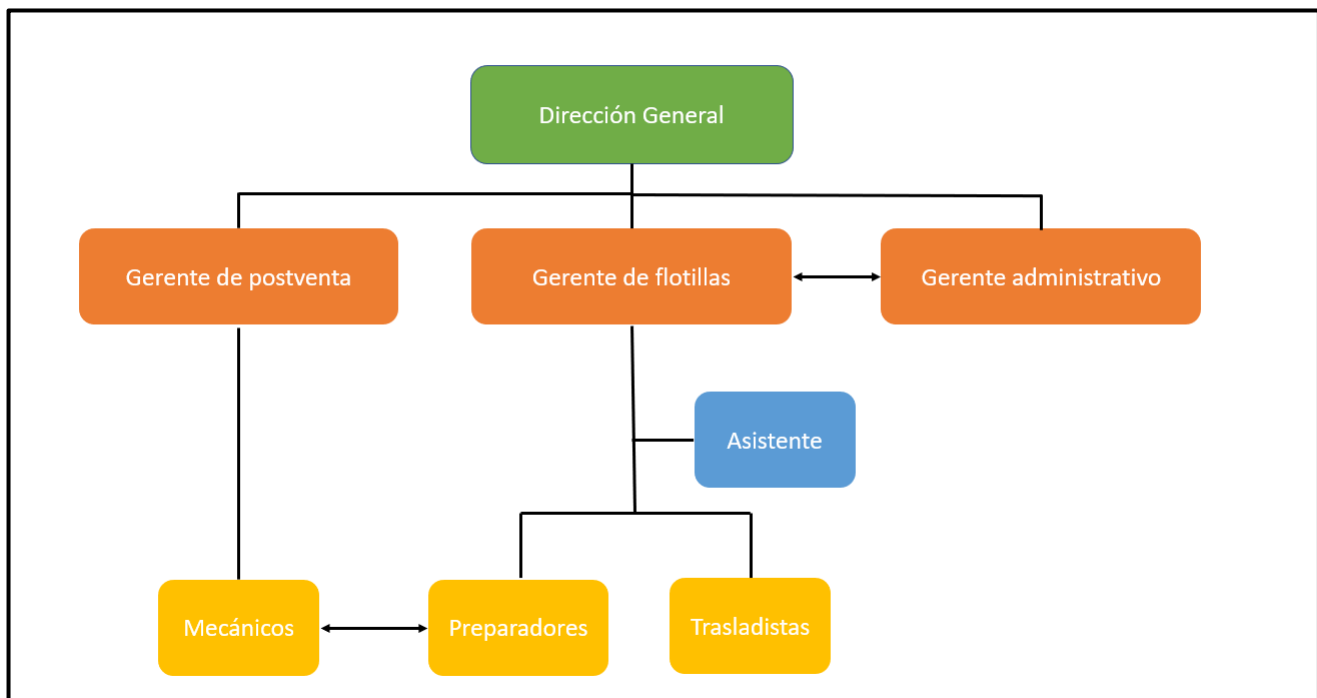 Dirección General
Gerente de postventa
Gerente de flotillas
Gerente administrativo
Asistente
Mecánicos
Preparadores
Trasladistas